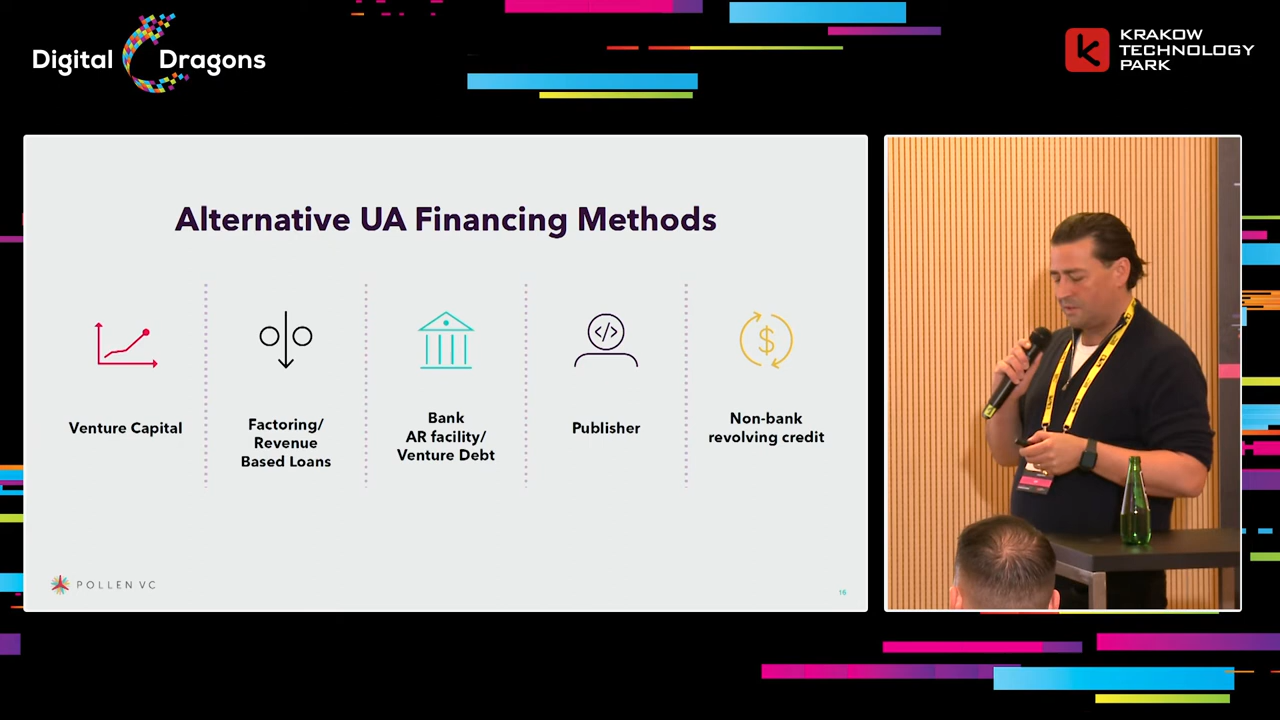 Digital Dragons
KRAKOW
TECHNOLOGY
PARK
Alternative UA Financing Methods
Venture Capital
Factoring/
Revenue
Based Loans
Bank
AR facility/
Venture Debt
Publisher
Non-bank
revolving credit
POLLEN VC
16